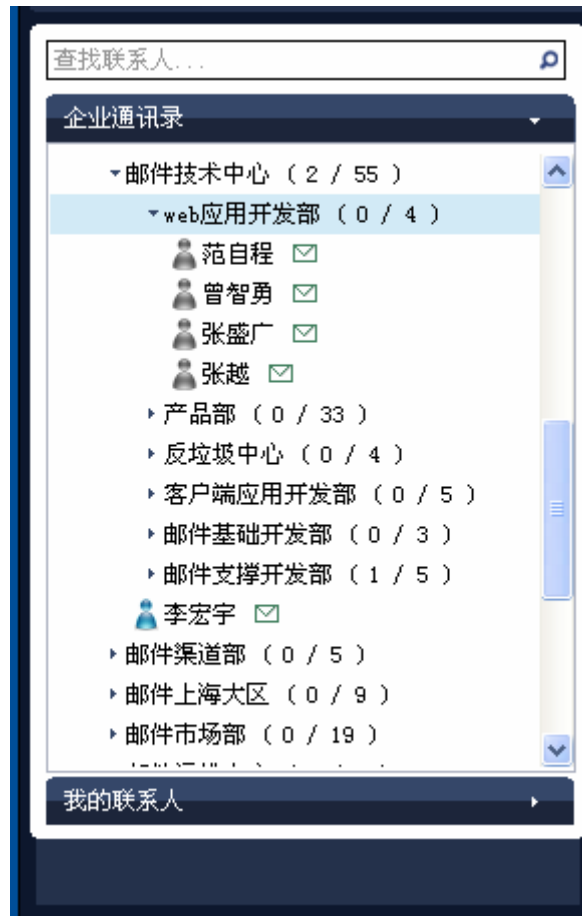 查找联系人...
企业通讯录
邮件技术中心 ( 2 / 55 )
web应用开发部 ( 0 / 4 )
范自程
曾智勇
张盛广
张越
产品部 ( 0 / 33 )
反垃圾中心 ( 0 / 4 )
客户端应用开发部 ( 0 / 5 )
邮件基础开发部 ( 0 / 3 )
邮件支撑开发部 ( 1 / 5 )
李宏宇
邮件渠道部 ( 0 / 5 )
邮件上海大区 ( 0 / 9 )
邮件市场部 ( 0 / 19 )
我的联系人